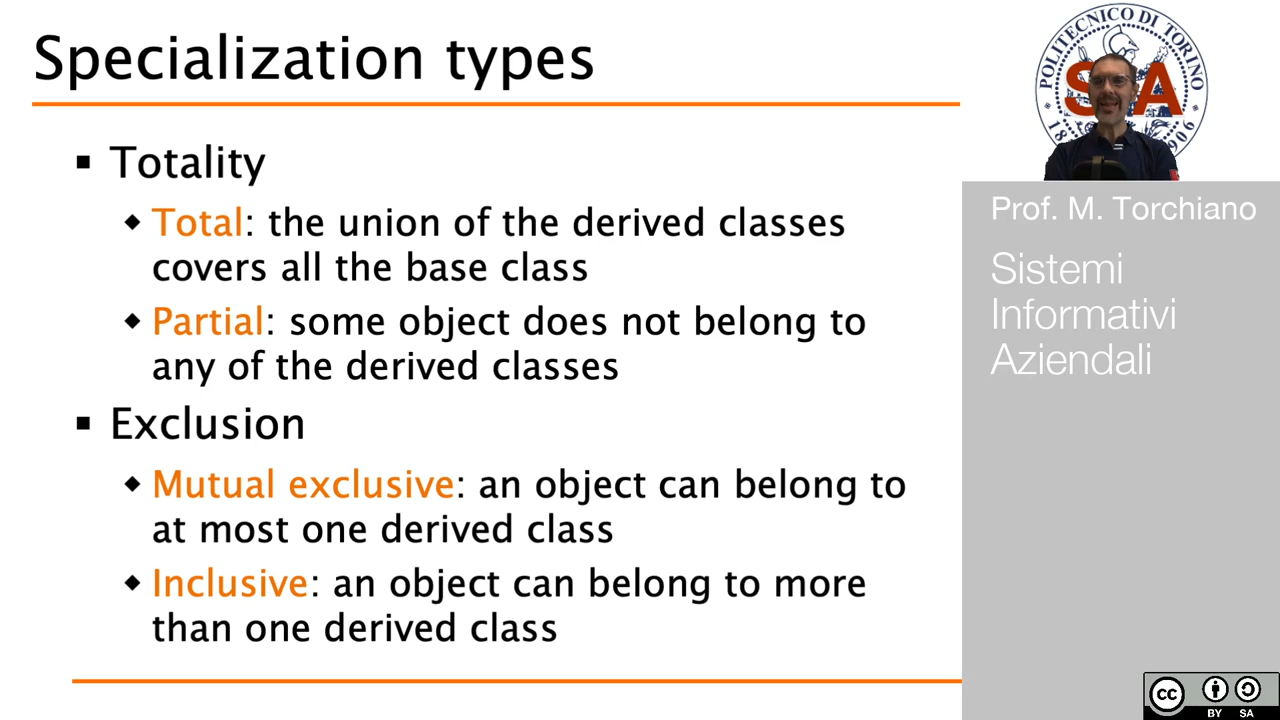 Specialization types
▪ Totality
◆ Total: the union of the derived classes
covers all the base class
◆ Partial: some object does not belong to
any of the derived classes
▪ Exclusion
◆ Mutual exclusive: an object can belong to
at most one derived class
◆ Inclusive: an object can belong to more
than one derived class
POLITECNICO DI TORINO
S A
Prof. M. Torchiano
Sistemi
Informativi
Aziendali
cc
BY SA